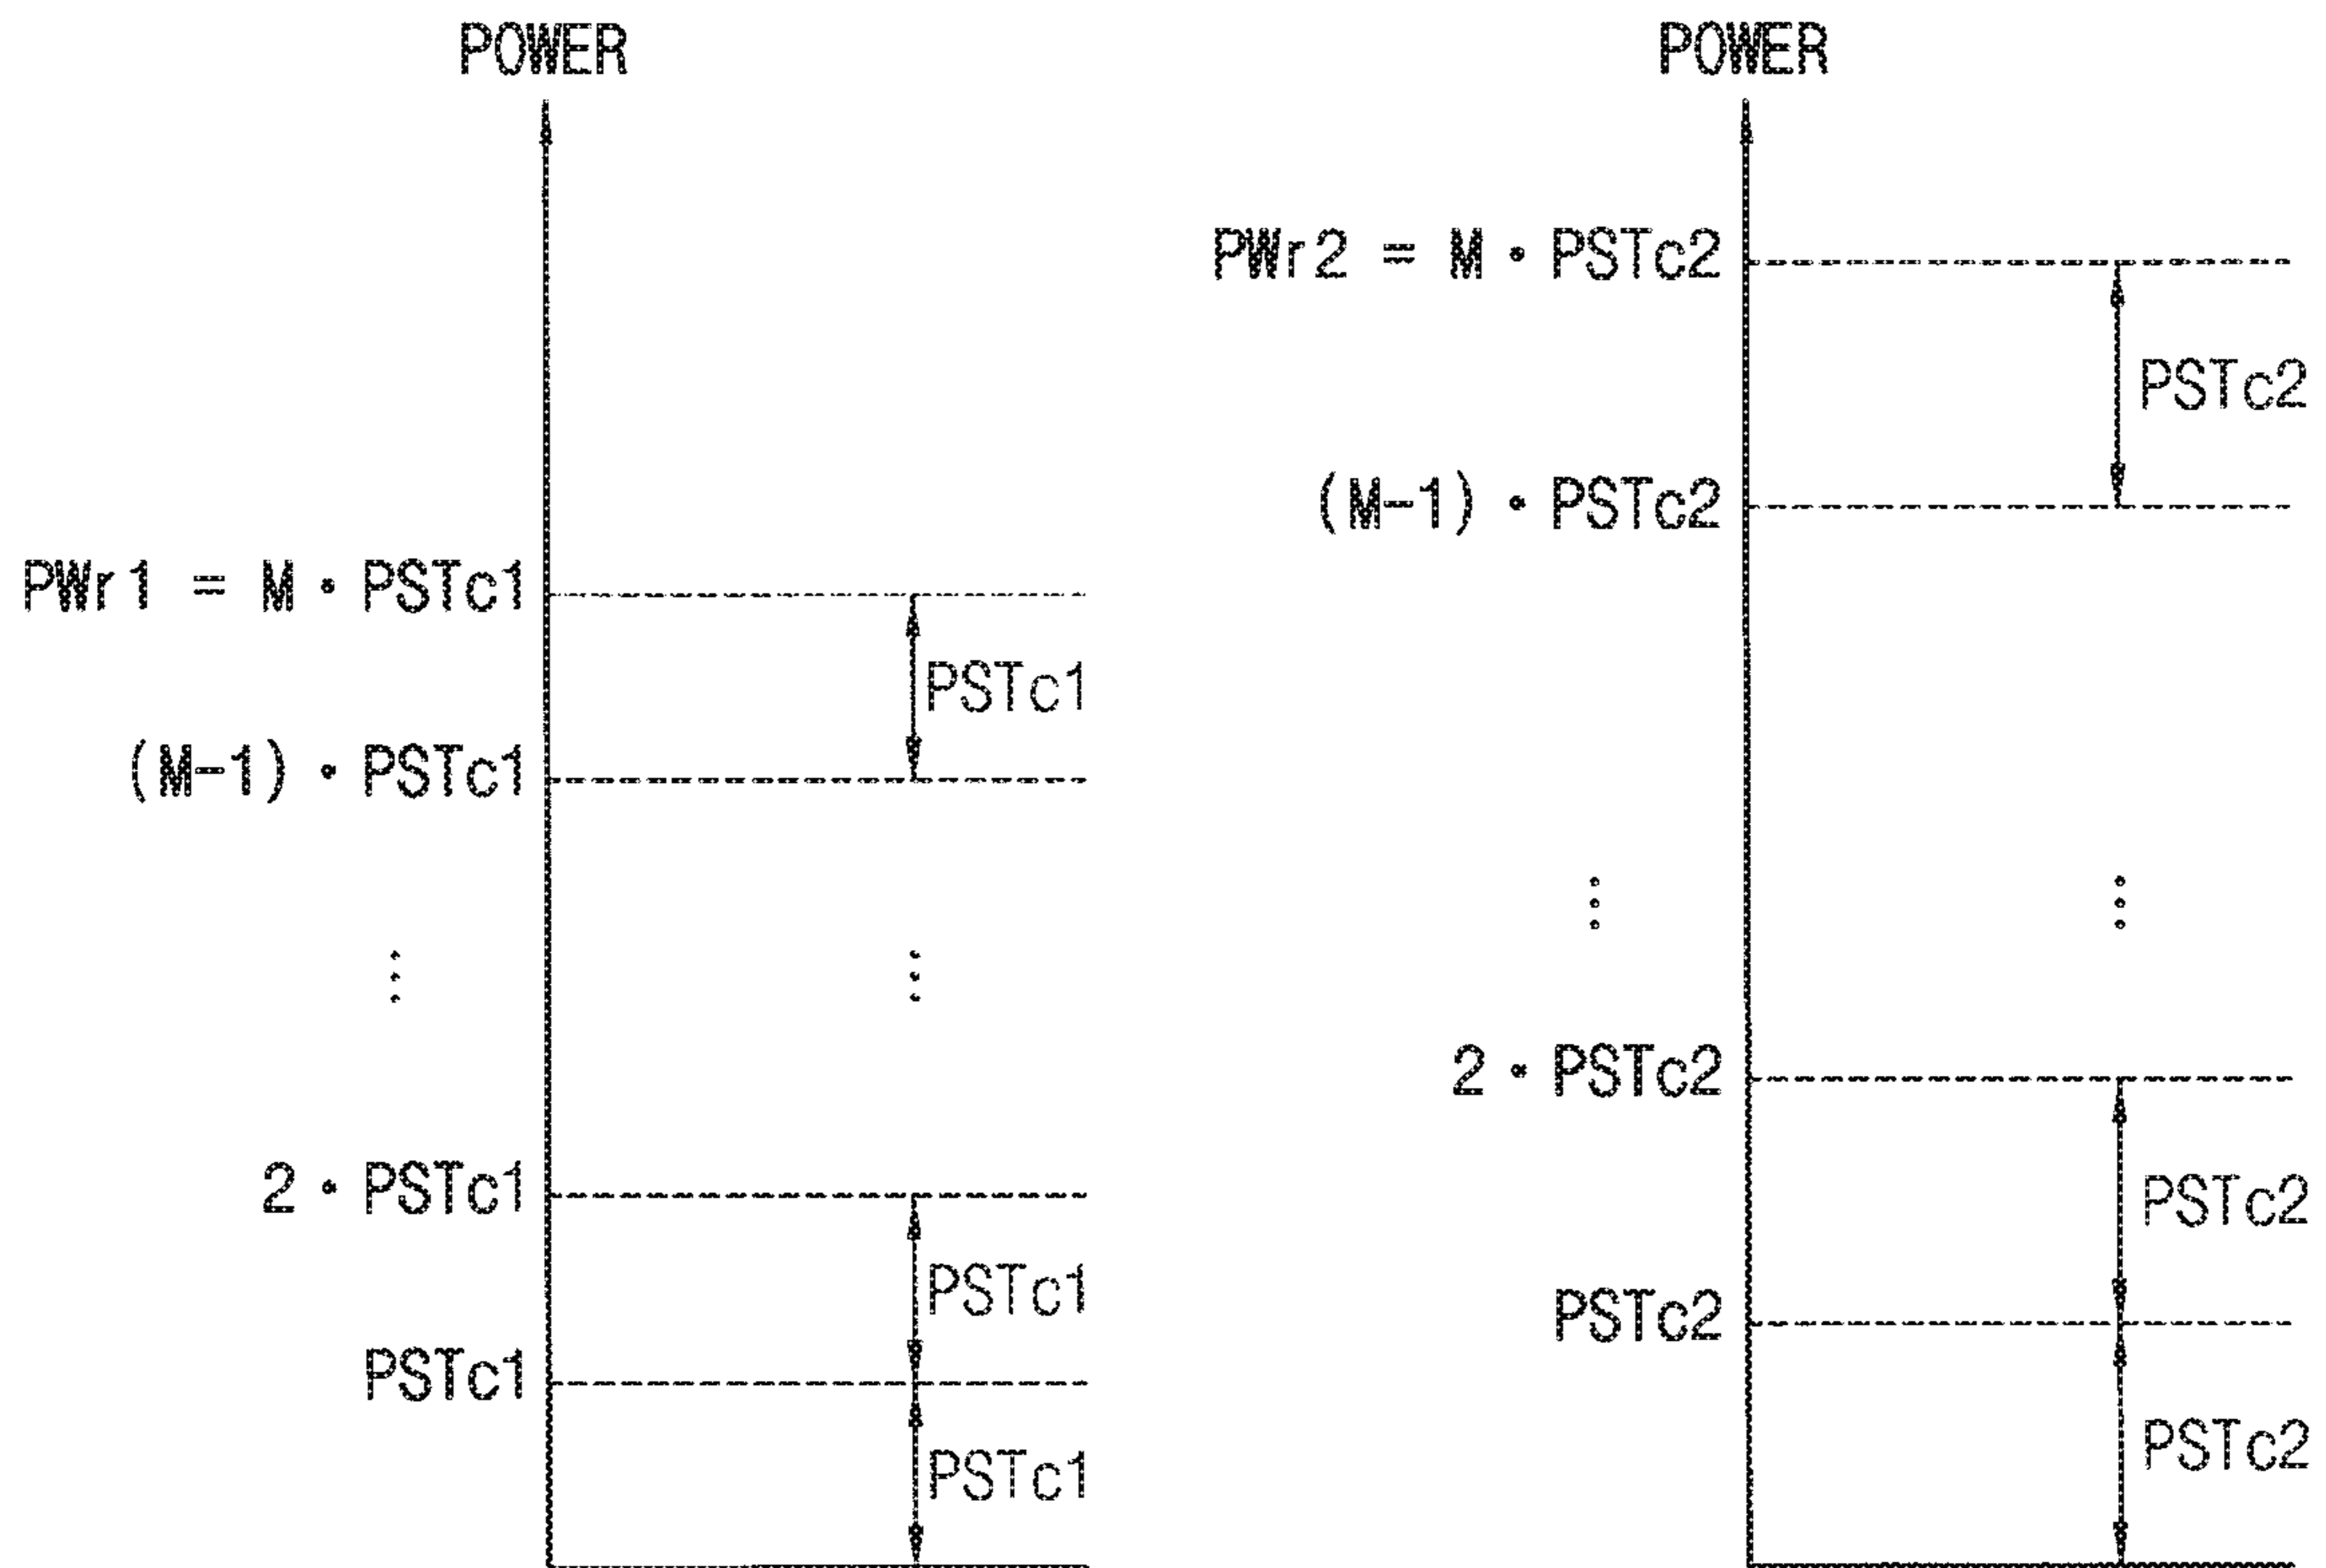 POWER
PWr1 = M · PSTc1
PSTc1
(M-1) · PSTc1
⋮ ⋮
2 · PSTc1
PSTc1
PSTc1
PSTc1
POWER
PWr2 = M · PSTc2
PSTc2
(M-1) · PSTc2
⋮ ⋮
2 · PSTc2
PSTc2
PSTc2
PSTc2